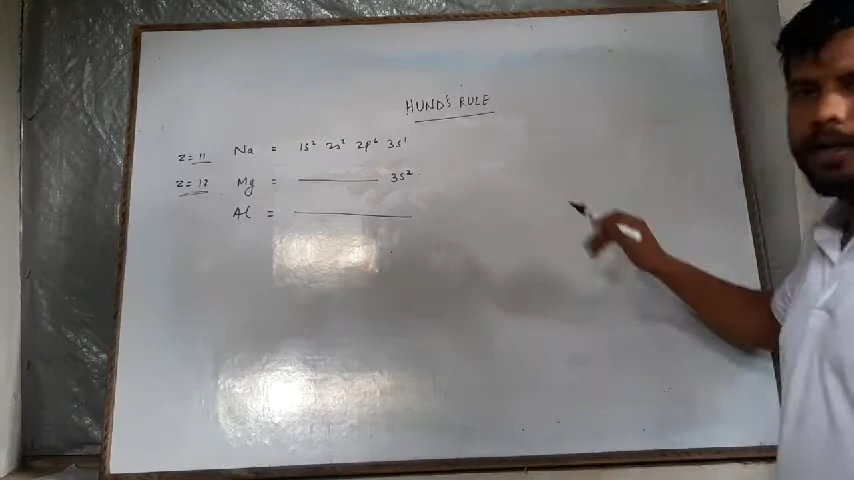 HUND'S RULE
Z = 11 Na = 1s² 2s² 2p⁶ 3s¹
Z = 12 Mg = 3s²
Al =